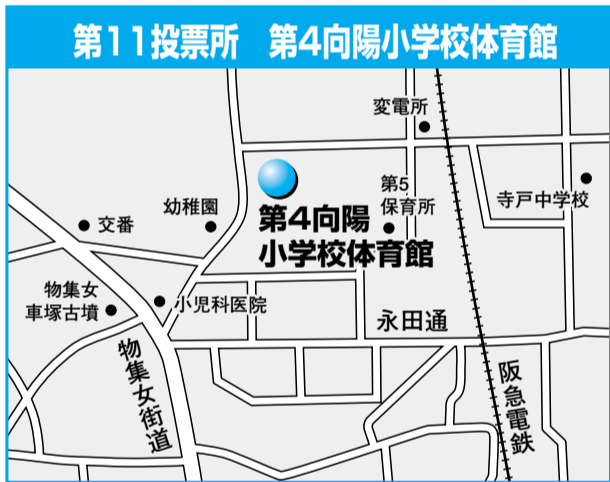 第11投票所　第4向陽小学校体育館
変電所
第5
保育所
寺戸中学校
幼稚園
交番
第4向陽
小学校体育館
物集女
車塚古墳
小児科医院
永田通
物集女街道
阪急電鉄